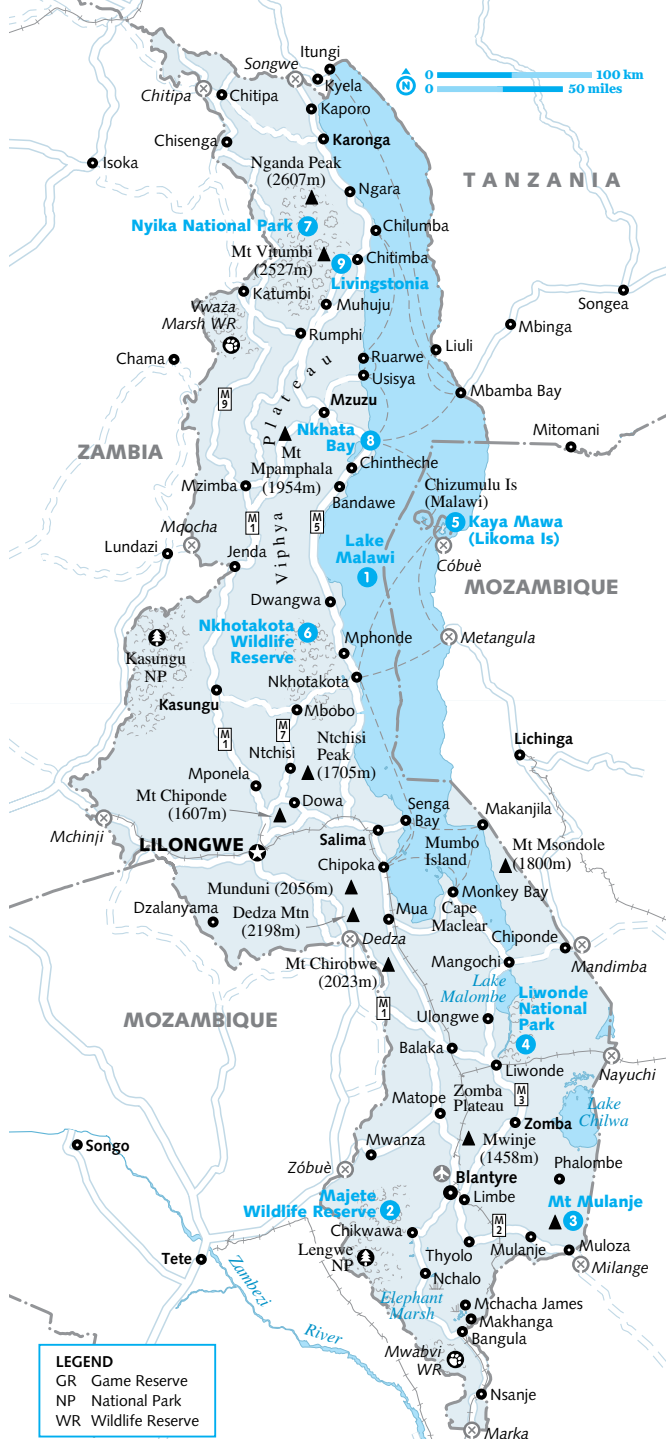 Itungi
Songwe
Kyela
0 100 km
0 50 miles
N
Chitipa
Chitipa
Kaporo
Chisenga
Karonga
Isoka
Nganda Peak
(2607m)
TANZANIA
Ngara
Nyika National Park 7
Chilumba
Mt Vitumbi
(2527m)
9
Chitimba
Livingstonia
Katumbi
Songea
Vwaza
Marsh WR
Muhuju
Mbinga
Rumphi
Liuli
Chama
Ruarwe
Usisya
Mbamba Bay
M
9
Mzuzu
Viphya Plateau
Nkhata
Bay
8
Mitomani
ZAMBIA
Mt
Mpamphala
(1954m)
Chintheche
Mzimba
Bandawe
Chizumulu Is
(Malawi)
M
1
M
5
5
Kaya Mawa
(Likoma Is)
Mqocha
Lundazi
Lake
Malawi
1
Cóbuè
Jenda
MOZAMBIQUE
Dwangwa
Nkhotakota
Wildlife
Reserve
6
Metangula
Kasungu
NP
Mphonde
Nkhotakota
Kasungu
Mbobo
M
1
M
7
Lichinga
Ntchisi
Ntchisi
Peak
(1705m)
Mponela
Mt Chiponde
(1607m)
Dowa
Senga
Bay
Makanjila
Mchinji
LILONGWE
Salima
Mumbo
Island
Mt Msondole
(1800m)
Chipoka
Munduni (2056m)
Monkey Bay
Dzalanyama
Dedza Mtn
(2198m)
Mua
Cape
Maclear
Dedza
Chiponde
Mandimba
Mt Chirobwe
(2023m)
Mangochi
Lake
Malombe
Liwonde
National
Park
4
M
1
MOZAMBIQUE
Ulongwe
Balaka
Liwonde
Nayuchi
Matope
Zomba
Plateau
M
3
Lake
Chilwa
Songo
Zomba
Mwanza
Mwinje
(1458m)
Zóbuè
Blantyre
Phalombe
Majete
Wildlife Reserve 2
Limbe
Mt Mulanje
3
Chikwawa
M
2
Lengwe
NP
Thyolo
Mulanje
Muloza
Tete
Milange
Zambezi
Nchalo
Elephant
Marsh
Mchacha James
Makhanga
River
Bangula
Mwabvi
WR
LEGEND
GR Game Reserve
NP National Park
WR Wildlife Reserve
Nsanje
Marka